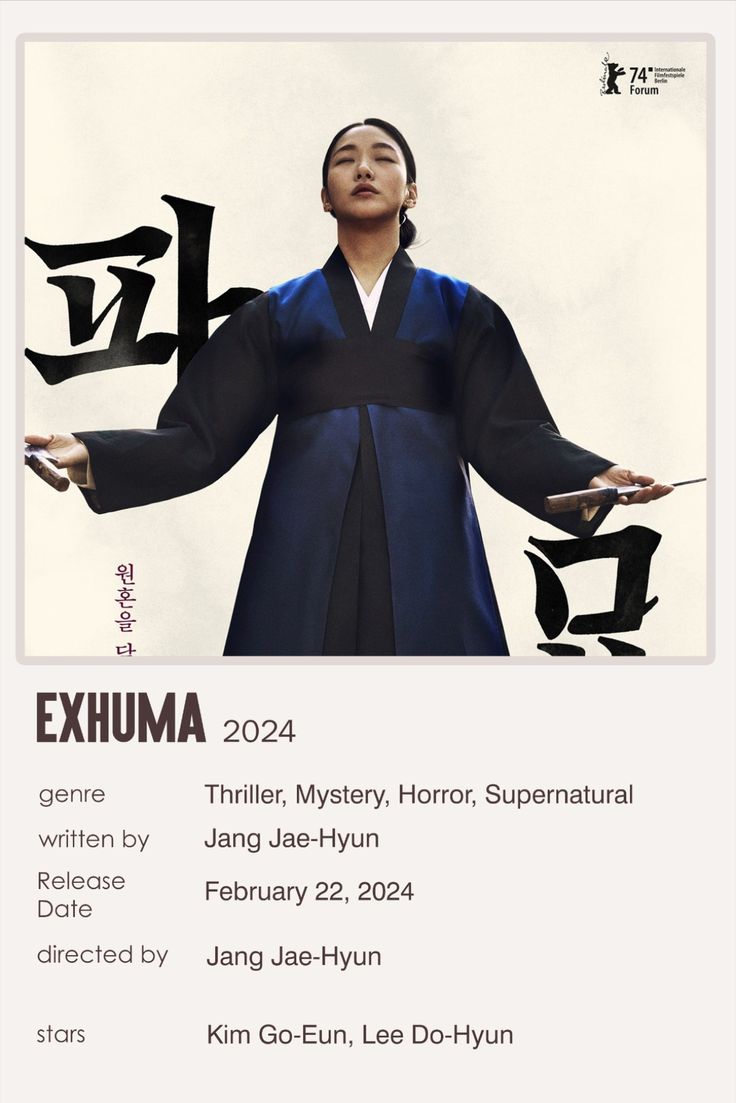 74
Internationale
Filmfestspiele
Berlin
Forum
파
묘
원혼을
EXHUMA 2024
genre Thriller, Mystery, Horror, Supernatural
written by Jang Jae-Hyun
Release
Date
February 22, 2024
directed by Jang Jae-Hyun
stars Kim Go-Eun, Lee Do-Hyun